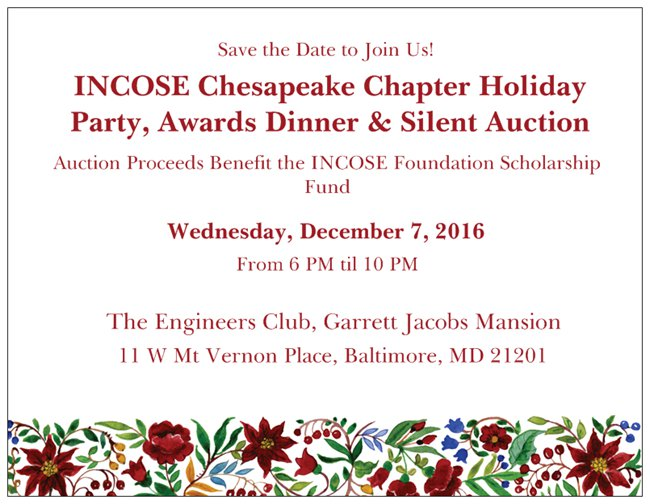 Save the Date to Join Us!
INCOSE Chesapeake Chapter Holiday
Party, Awards Dinner & Silent Auction
Auction Proceeds Benefit the INCOSE Foundation Scholarship
Fund
Wednesday, December 7, 2016
From 6 PM til 10 PM
The Engineers Club, Garrett Jacobs Mansion
11 W Mt Vernon Place, Baltimore, MD 21201